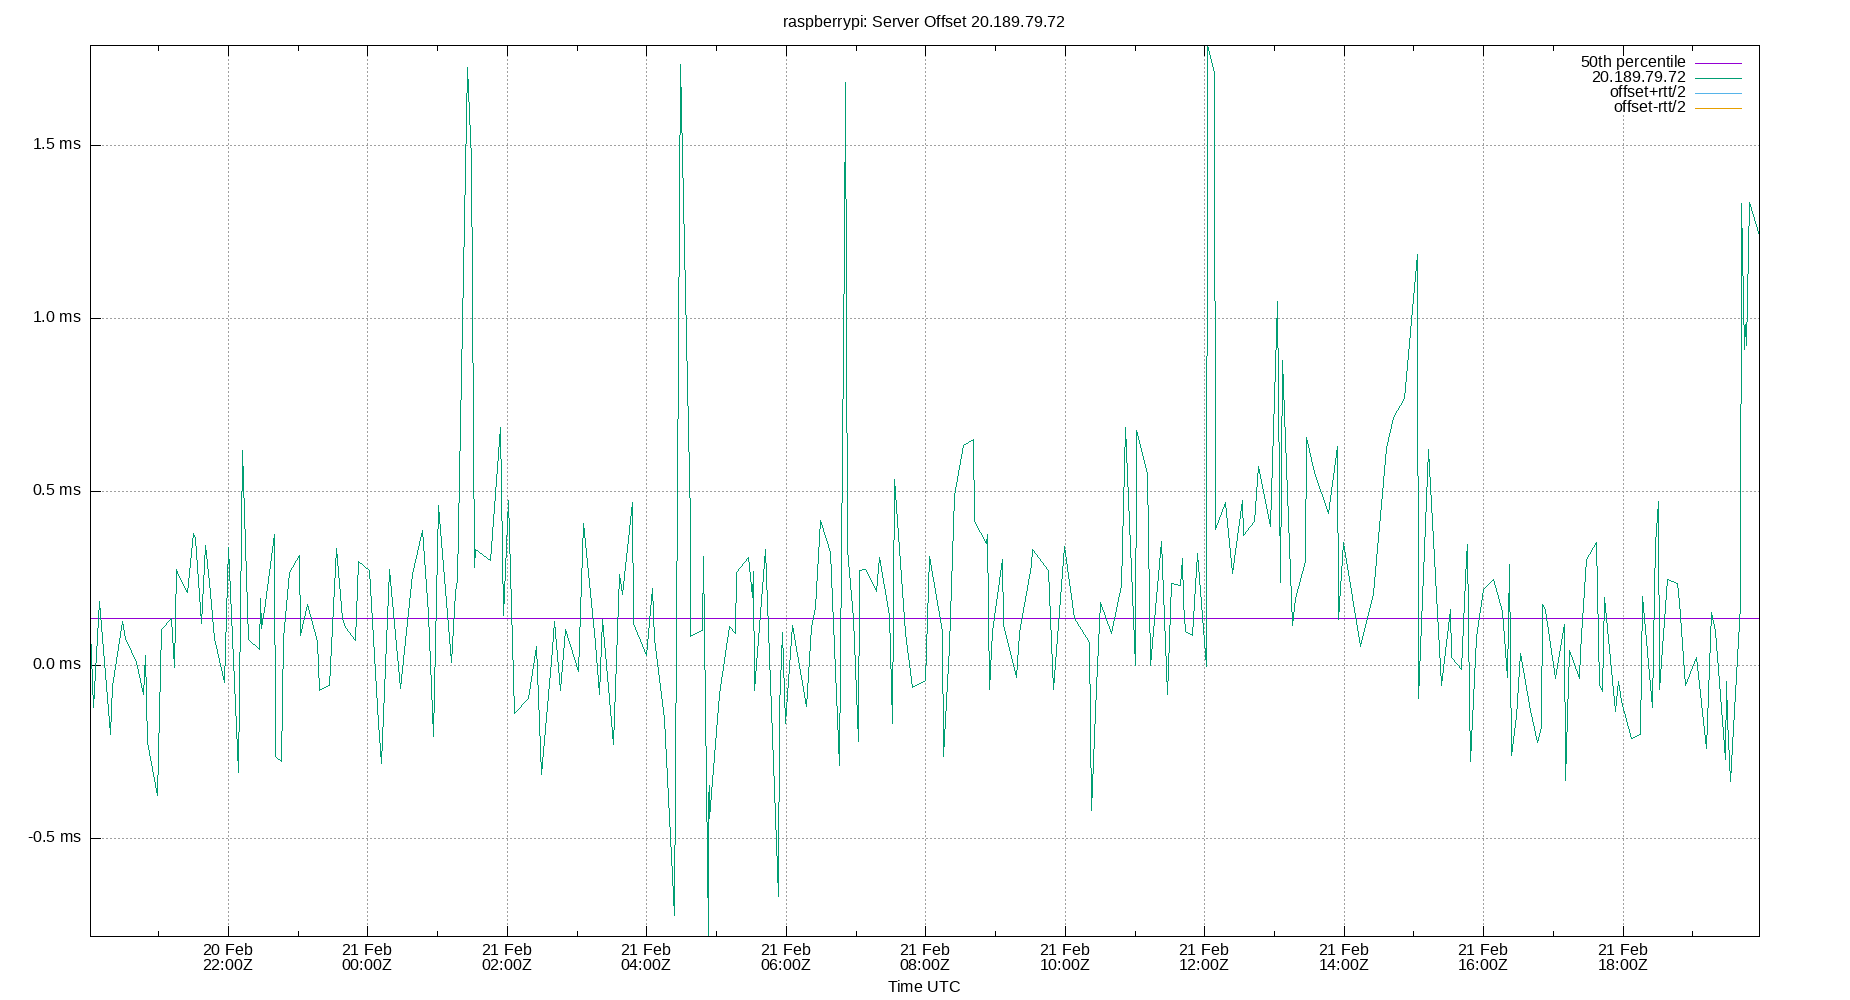 raspberrypi: Server Offset 20.189.79.72
50th percentile
20.189.79.72
offset+rtt/2
offset-rtt/2
1.5 ms
1.0 ms
0.5 ms
0.0 ms
-0.5 ms
20 Feb 21 Feb 21 Feb 21 Feb 21 Feb 21 Feb 21 Feb 21 Feb 21 Feb 21 Feb 21 Feb
22:00Z 00:00Z 02:00Z 04:00Z 06:00Z 08:00Z 10:00Z 12:00Z 14:00Z 16:00Z 18:00Z
Time UTC